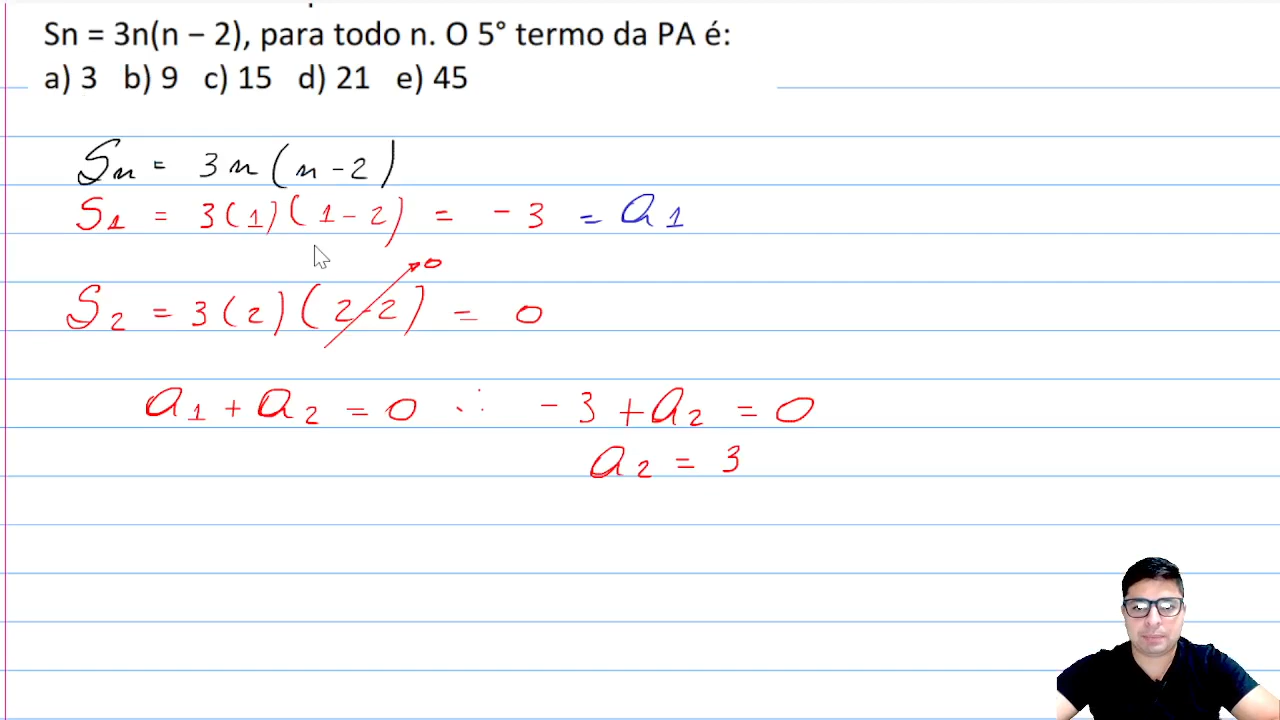 Sn = 3n(n − 2), para todo n. O 5° termo da PA é:
a) 3 b) 9 c) 15 d) 21 e) 45
Sn = 3n(n-2)
S1 = 3(1)(1-2) = -3 = a1
0
S2 = 3(2)(2-2) = 0
a1 + a2 = 0 ∴ -3 + a2 = 0
a2 = 3